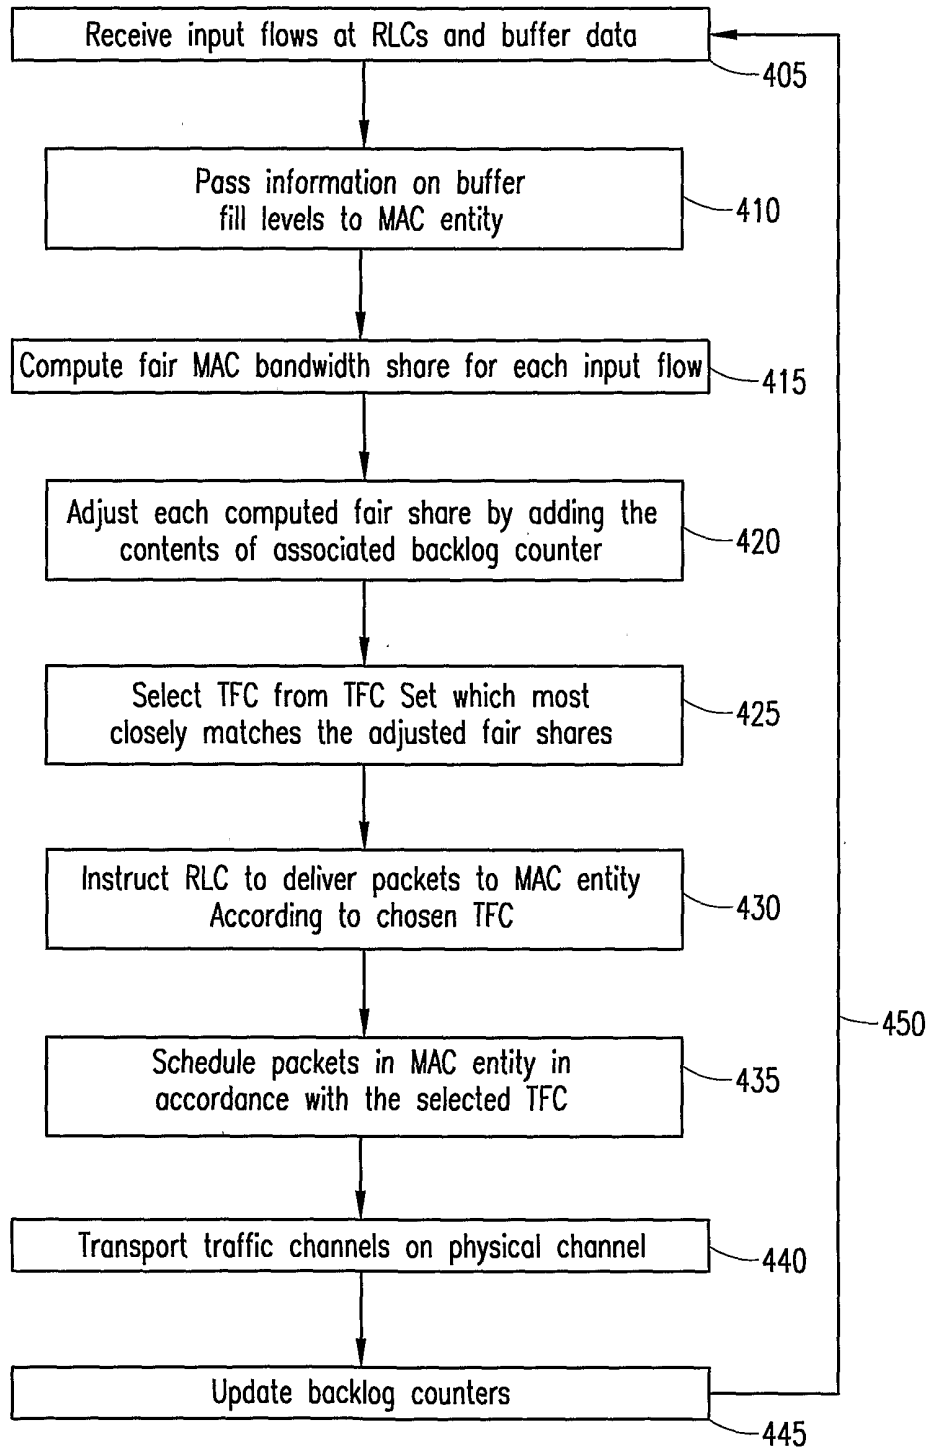 Receive input flows at RLCs and buffer data
405
Pass information on buffer
fill levels to MAC entity
410
Compute fair MAC bandwidth share for each input flow
415
Adjust each computed fair share by adding the
contents of associated backlog counter
420
Select TFC from TFC Set which most
closely matches the adjusted fair shares
425
Instruct RLC to deliver packets to MAC entity
According to chosen TFC
430
450
Schedule packets in MAC entity in
accordance with the selected TFC
435
Transport traffic channels on physical channel
440
Update backlog counters
445